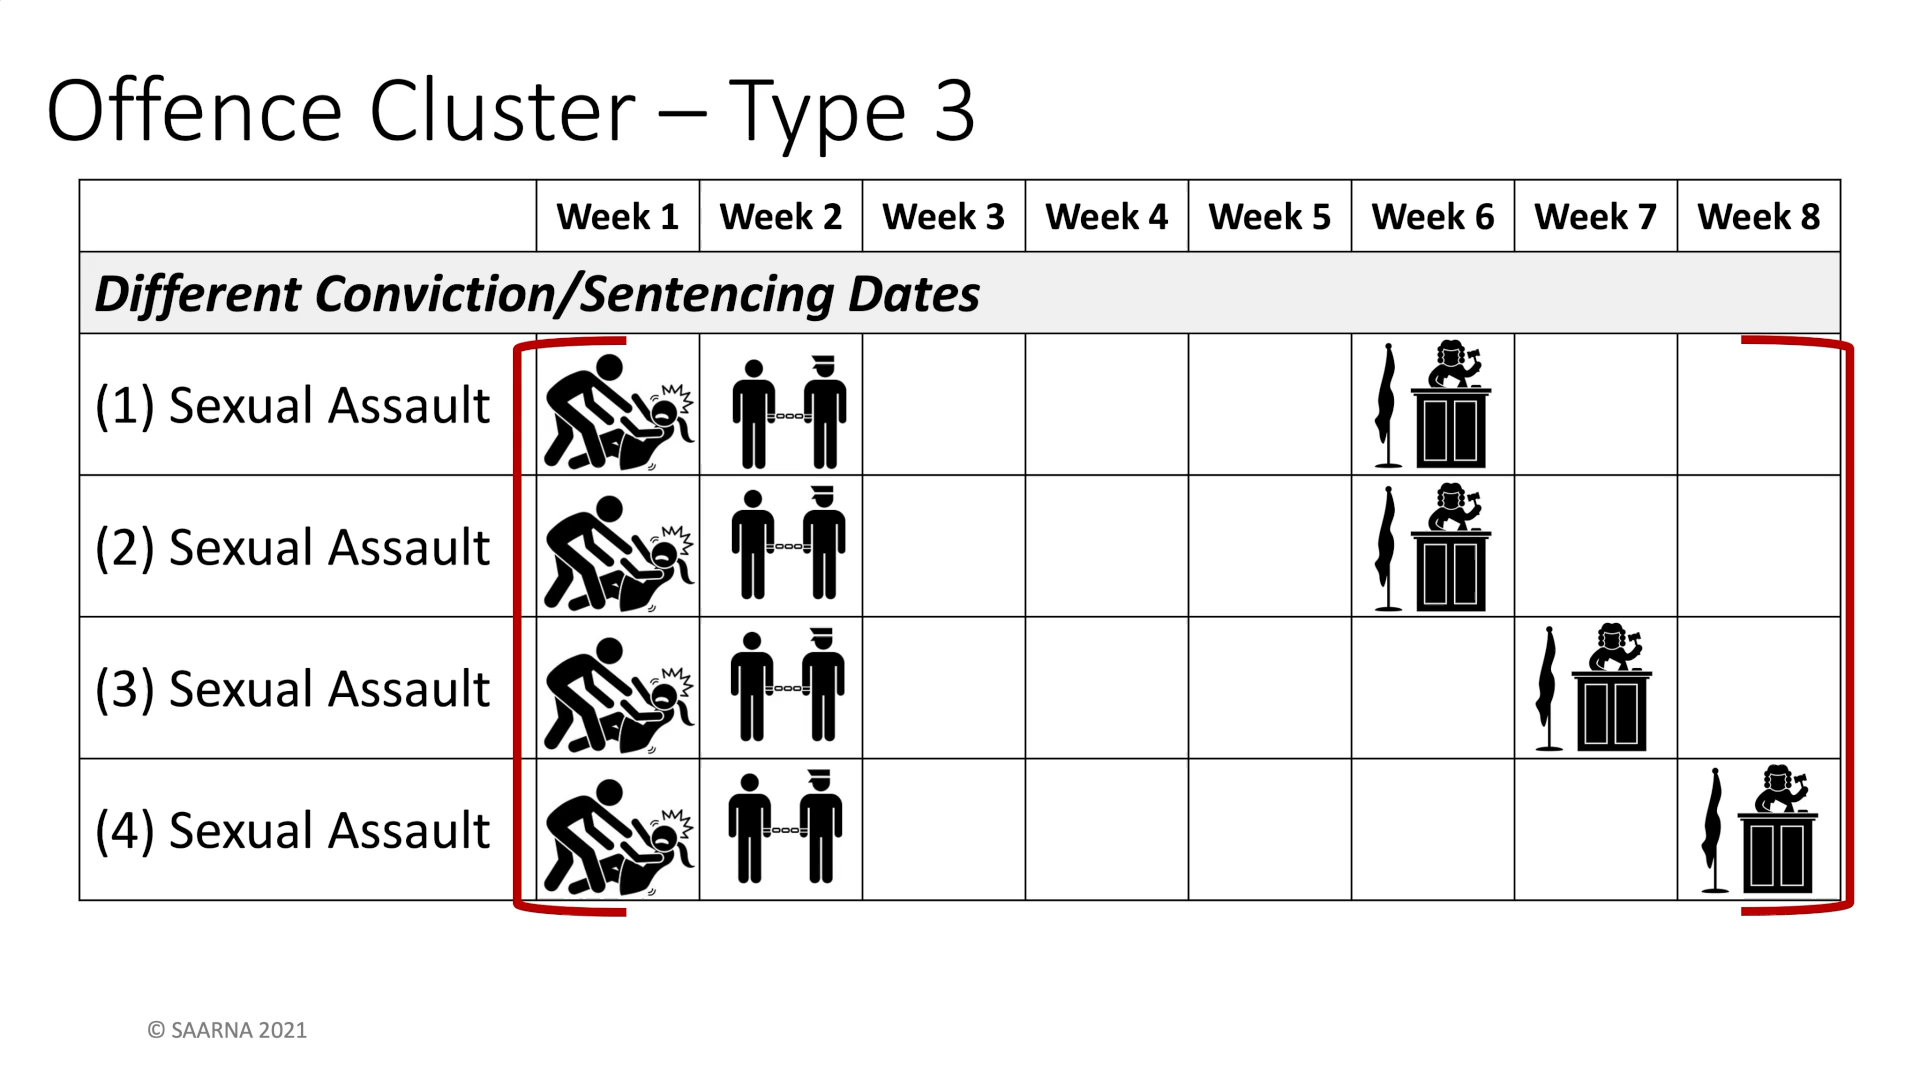 Offence Cluster – Type 3
Week 1 Week 2 Week 3 Week 4 Week 5 Week 6 Week 7 Week 8
Different Conviction/Sentencing Dates
(1) Sexual Assault
(2) Sexual Assault
(3) Sexual Assault
(4) Sexual Assault
© SAARNA 2021